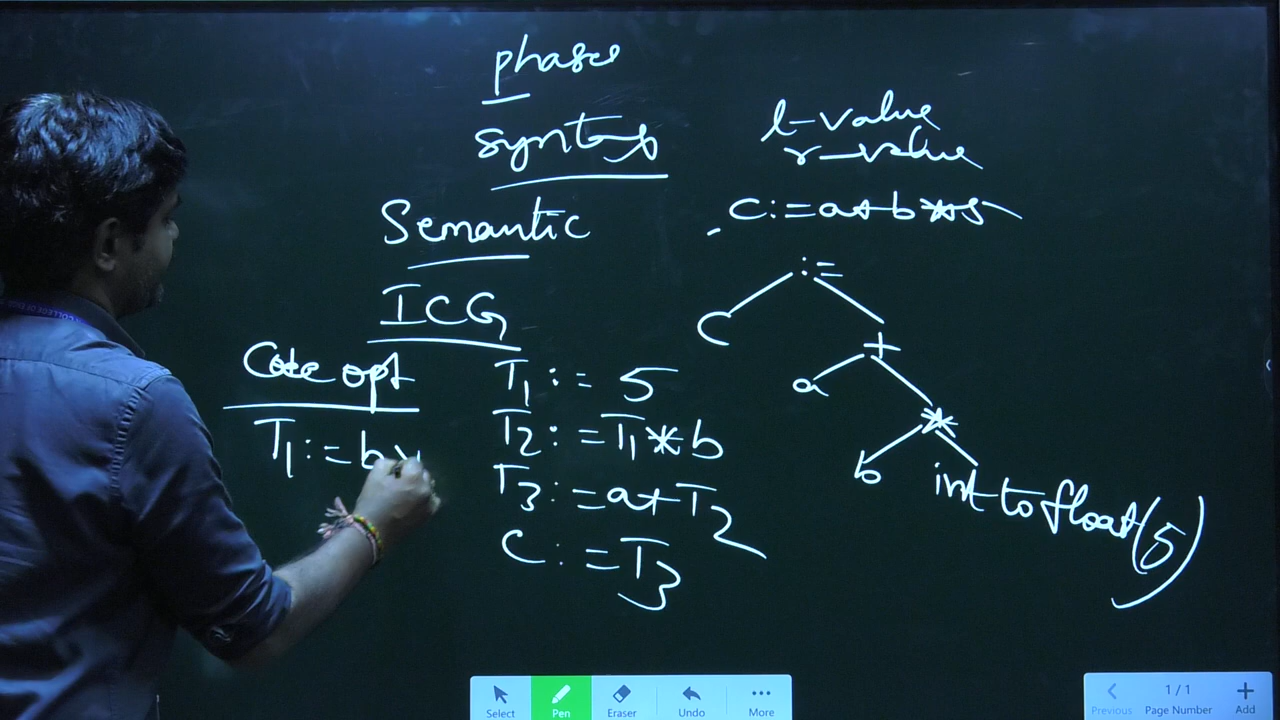 phases
syntax
l-value
r-value
Semantic
c:=a+b*5
ICG
:=
C
+
a
*
b
int to float(5)
Code opt
T1:=b*
T1:=5
T2:=T1*b
T3:=a+T2
C:=T3
Select
Pen
Eraser
Undo
More
Previous
1/1
Page Number
Add